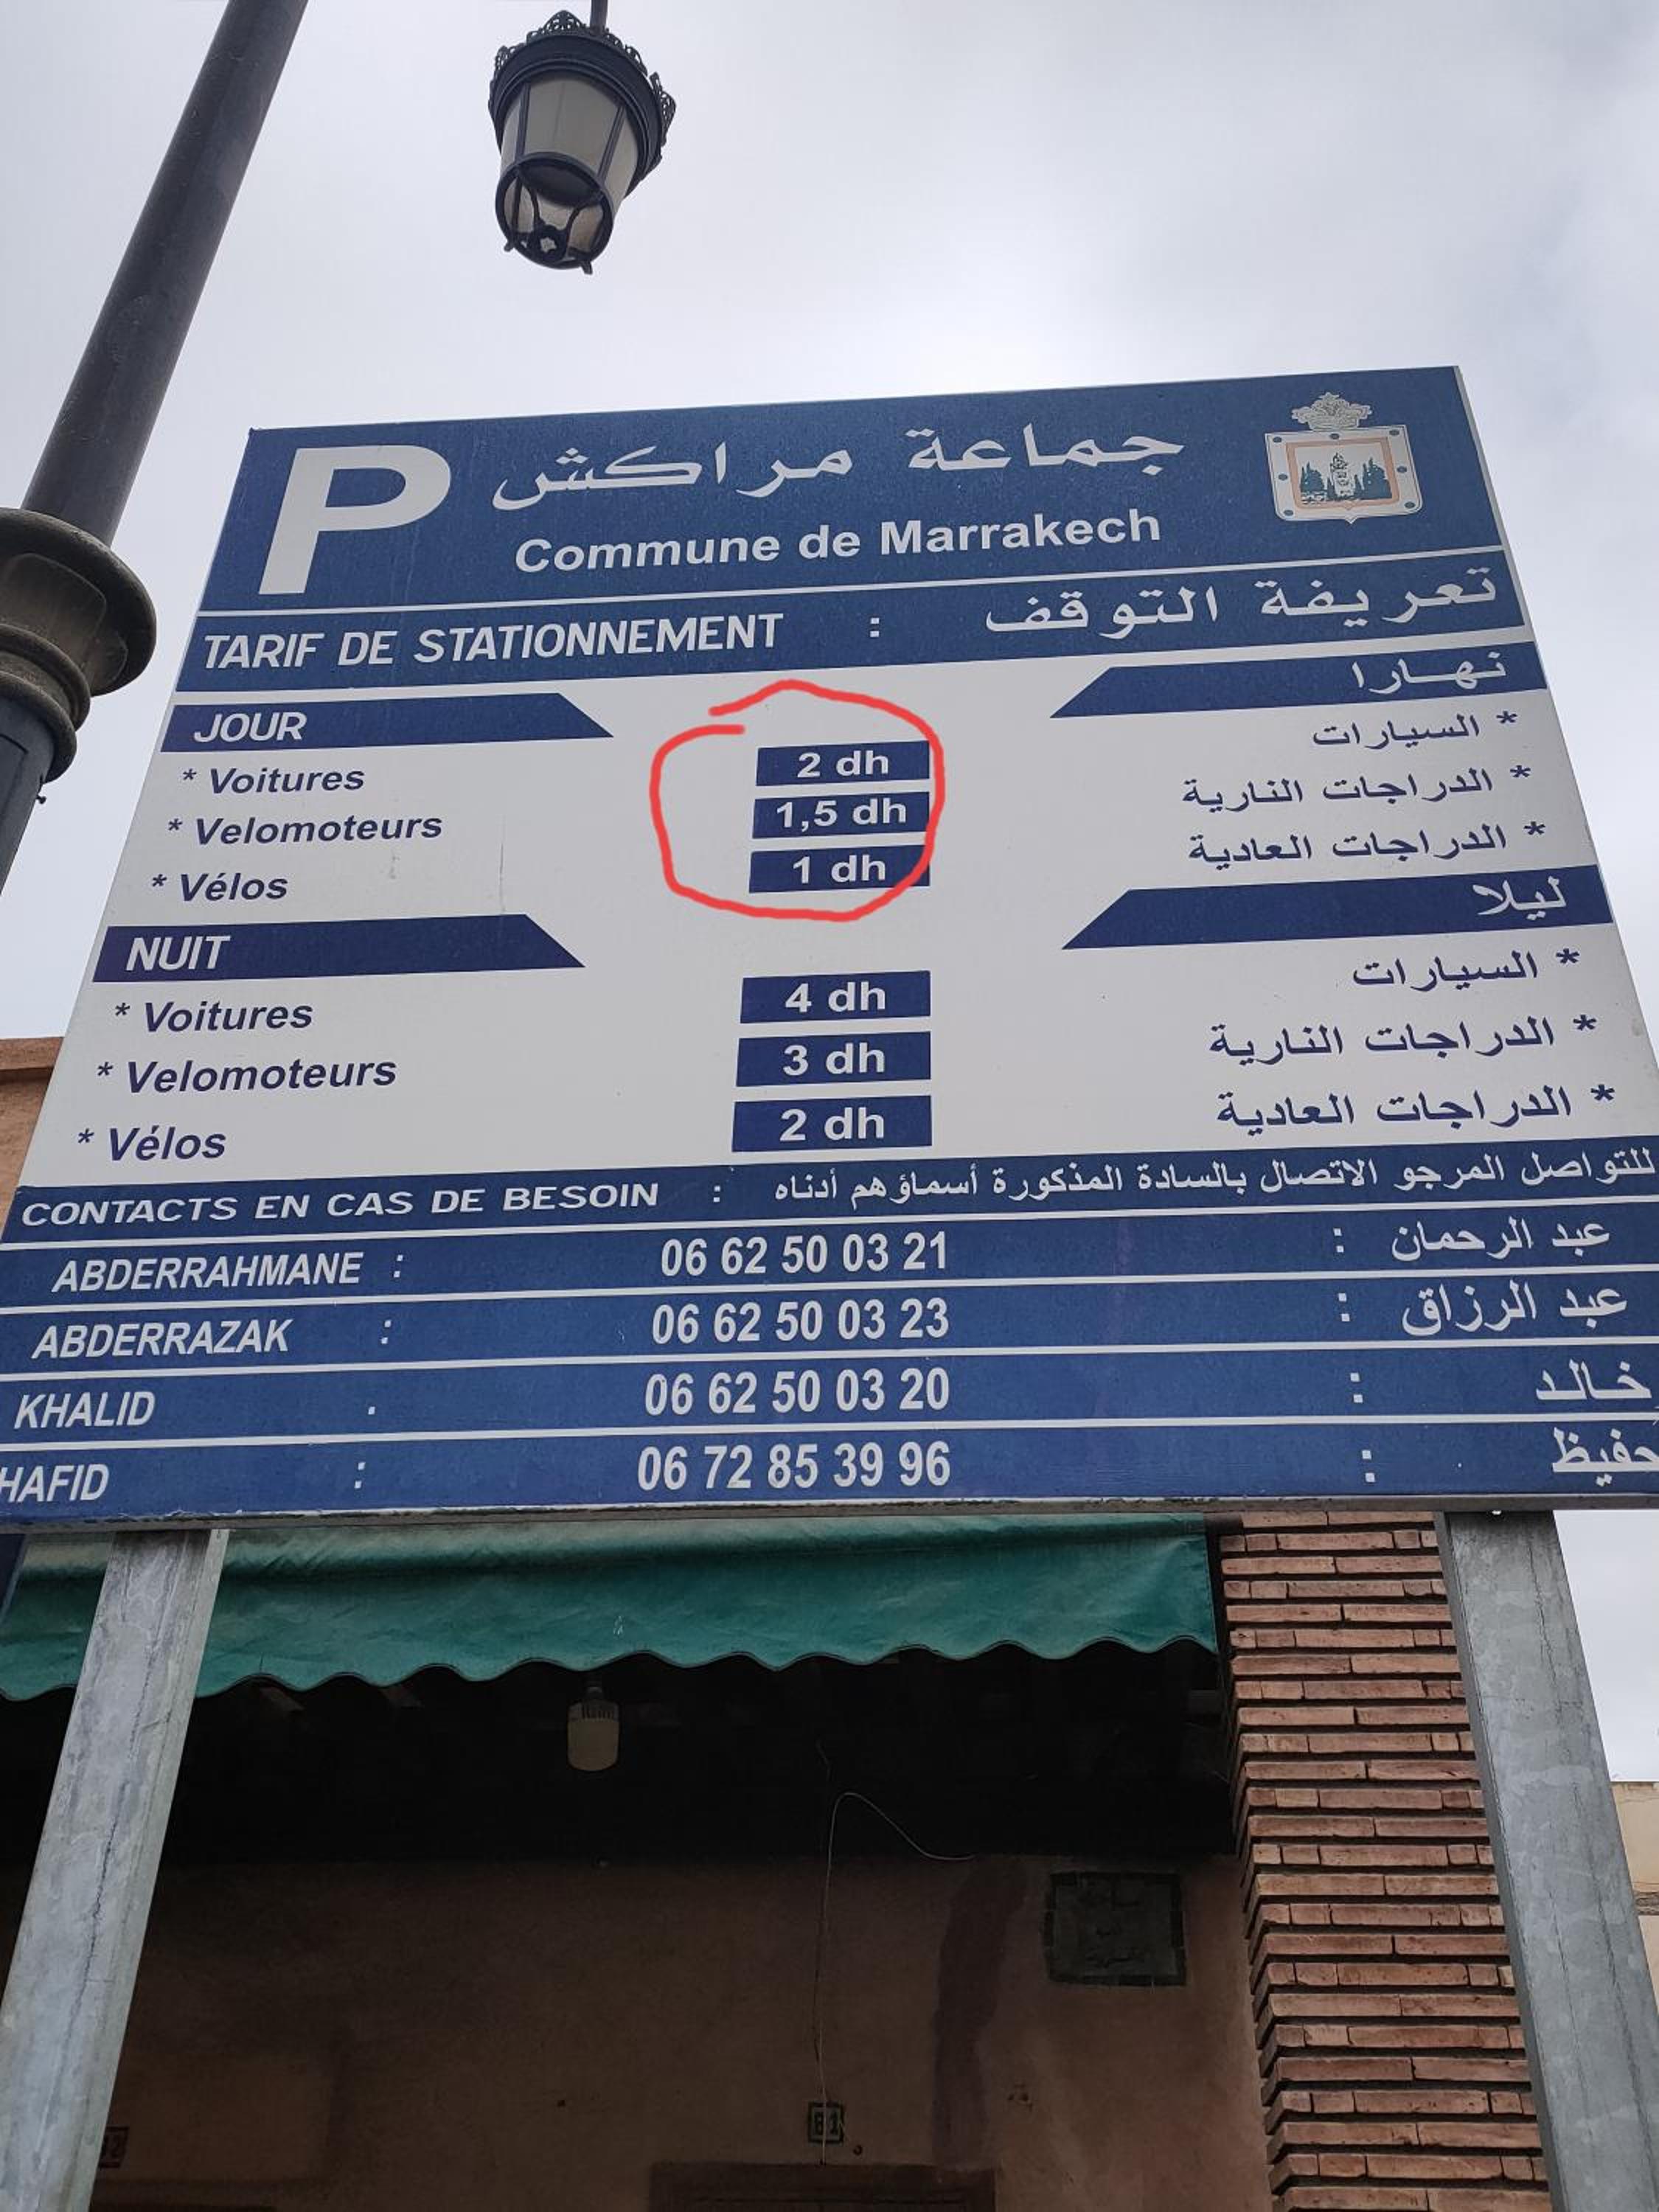 P جماعة مراكش
Commune de Marrakech
TARIF DE STATIONNEMENT : تعريفة التوقف
JOUR نهارا
* Voitures 2 dh * السيارات
* Velomoteurs 1,5 dh * الدراجات النارية
* Vélos 1 dh * الدراجات العادية
NUIT ليلا
* Voitures 4 dh * السيارات
* Velomoteurs 3 dh * الدراجات النارية
* Vélos 2 dh * الدراجات العادية
CONTACTS EN CAS DE BESOIN : للتواصل المرجو الاتصال بالسادة المذكورة أسماؤهم أدناه
ABDERRAHMANE : 06 62 50 03 21 : عبد الرحمان
ABDERRAZAK : 06 62 50 03 23 : عبد الرزاق
KHALID . 06 62 50 03 20 : خالد
HAFID : 06 72 85 39 96 : حفيظ